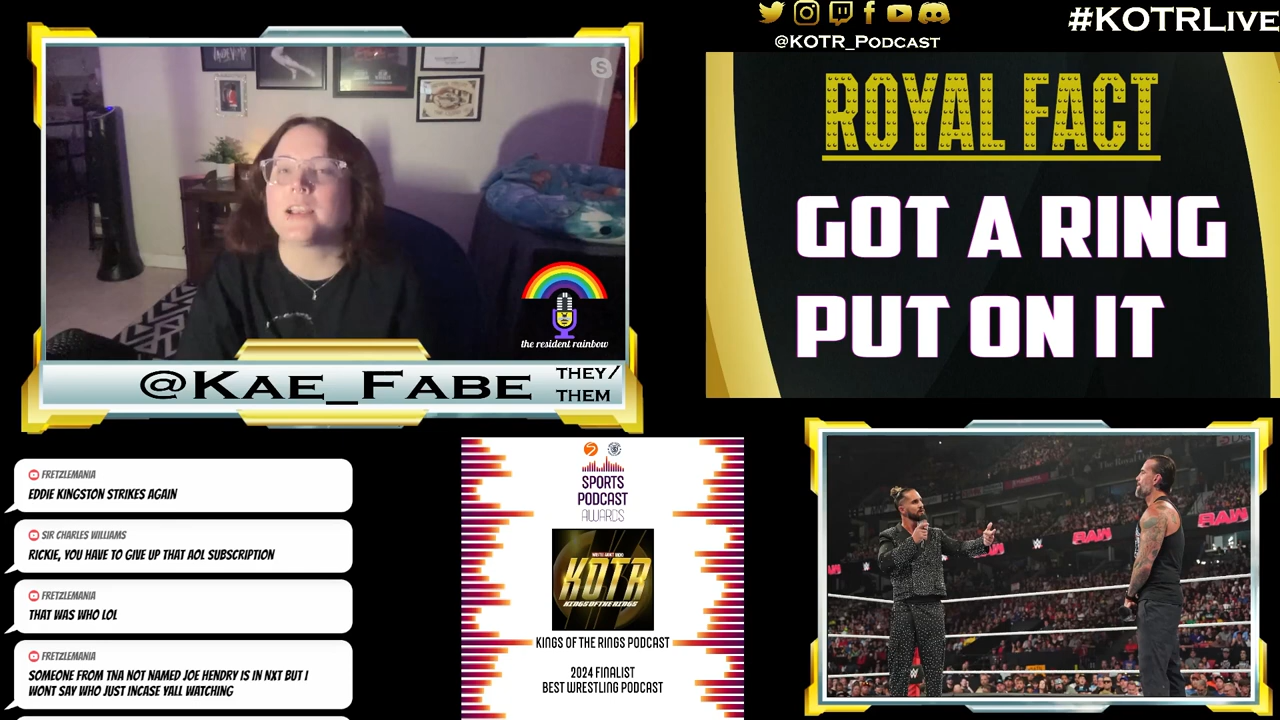 @KOTR_PODCAST
#KOTRLIVE
ROYAL FACT
GOT A RING
PUT ON IT
the resident rainbow
@KAE_FABE
THEY/
THEM
FRETZLEMANIA
EDDIE KINGSTON STRIKES AGAIN
SIR CHARLES WILLIAMS
RICKIE, YOU HAVE TO GIVE UP THAT AOL SUBSCRIPTION
FRETZLEMANIA
THAT WAS WHO LOL
FRETZLEMANIA
SOMEONE FROM TNA NOT NAMED JOE HENDRY IS IN NXT BUT I
WONT SAY WHO JUST INCASE YALL WATCHING
SPORTS
PODCAST
AWARDS
KOTR
KINGS OF THE RINGS
KINGS OF THE RINGS PODCAST
2024 FINALIST
BEST WRESTLING PODCAST
RAW
RAW
RAW